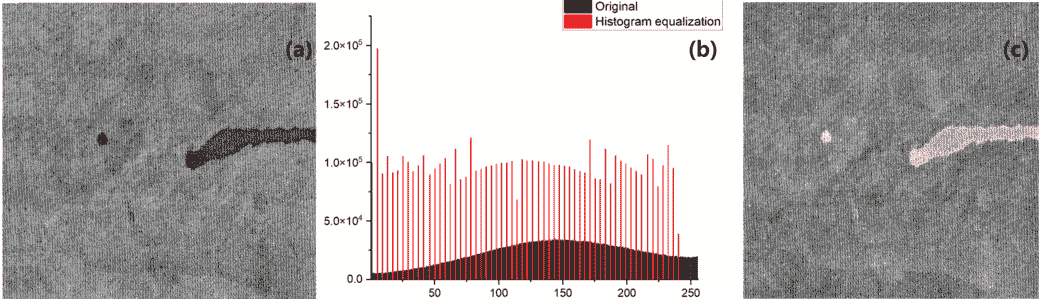 (a)
Original
Histogram equalization
(b)
2.0×10⁵
1.5×10⁵
1.0×10⁵
5.0×10⁴
0.0
50 100 150 200 250
(c)